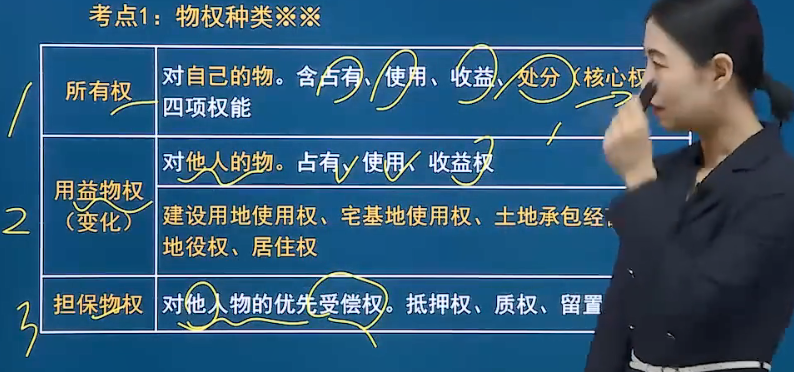 考点1：物权种类※※
1
所有权
对自己的物。含占有、使用、收益、处分（核心权
四项权能
2
用益物权
（变化）
对他人的物。占有、使用、收益权
建设用地使用权、宅基地使用权、土地承包经
地役权、居住权
3
担保物权
对他人物的优先受偿权。抵押权、质权、留置